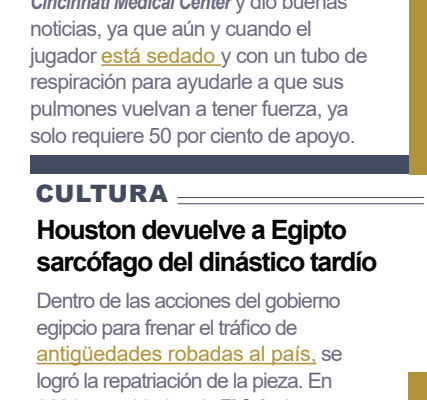 Cincinnati Medical Center y dio buenas
noticias, ya que aún y cuando el
jugador está sedado y con un tubo de
respiración para ayudarle a que sus
pulmones vuelvan a tener fuerza, ya
solo requiere 50 por ciento de apoyo.
CULTURA
Houston devuelve a Egipto
sarcófago del dinástico tardío
Dentro de las acciones del gobierno
egipcio para frenar el tráfico de
antigüedades robadas al país, se
logró la repatriación de la pieza. En